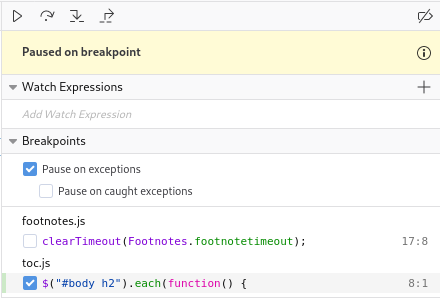 Paused on breakpoint
Watch Expressions
Add Watch Expression
Breakpoints
Pause on exceptions
Pause on caught exceptions
footnotes.js
clearTimeout(Footnotes.footnotetimeout); 17:8
toc.js
$("#body h2").each(function() { 8:1